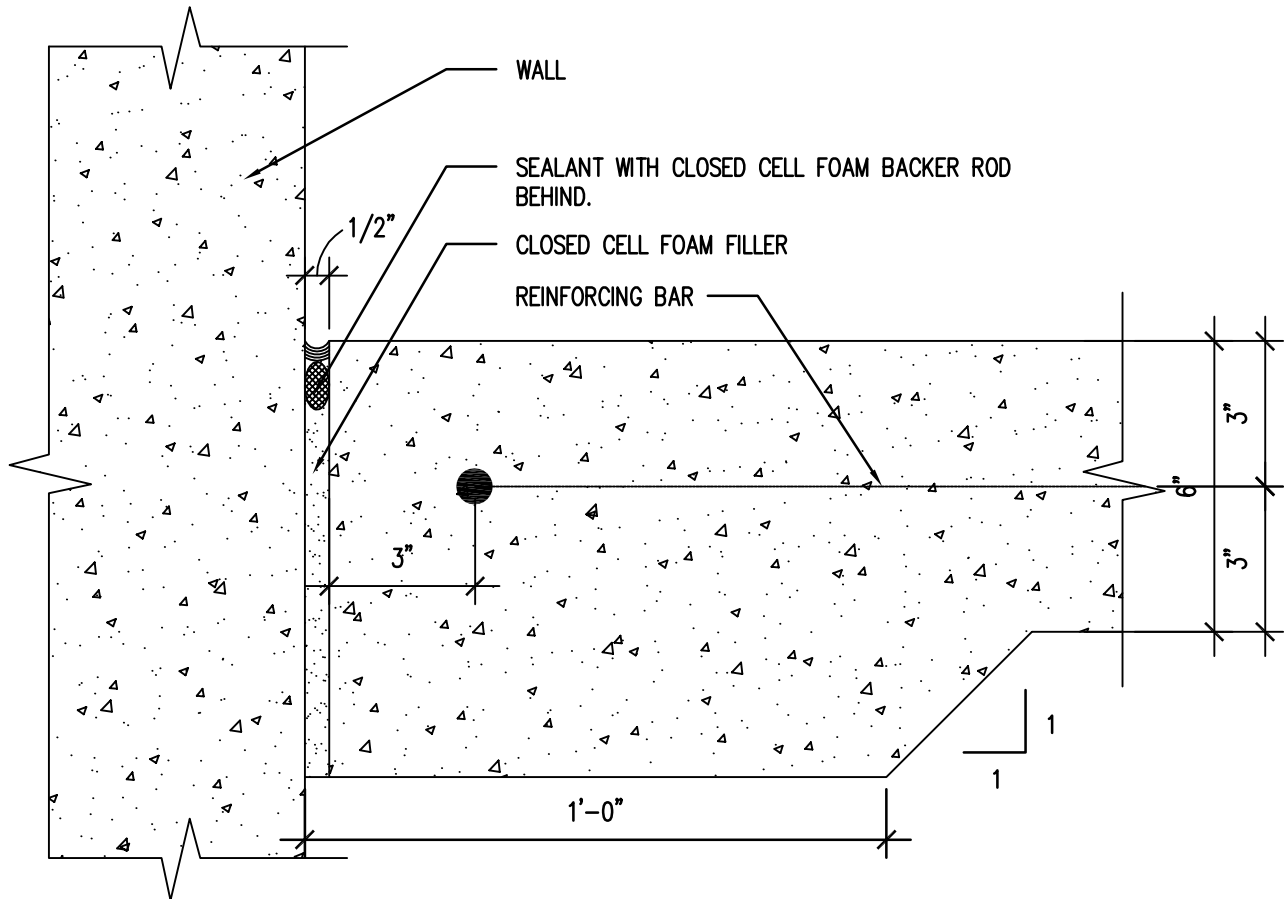 WALL
SEALANT WITH CLOSED CELL FOAM BACKER ROD
BEHIND.
1/2"
CLOSED CELL FOAM FILLER
REINFORCING BAR
3"
6"
3"
3"
1
1
1'-0"